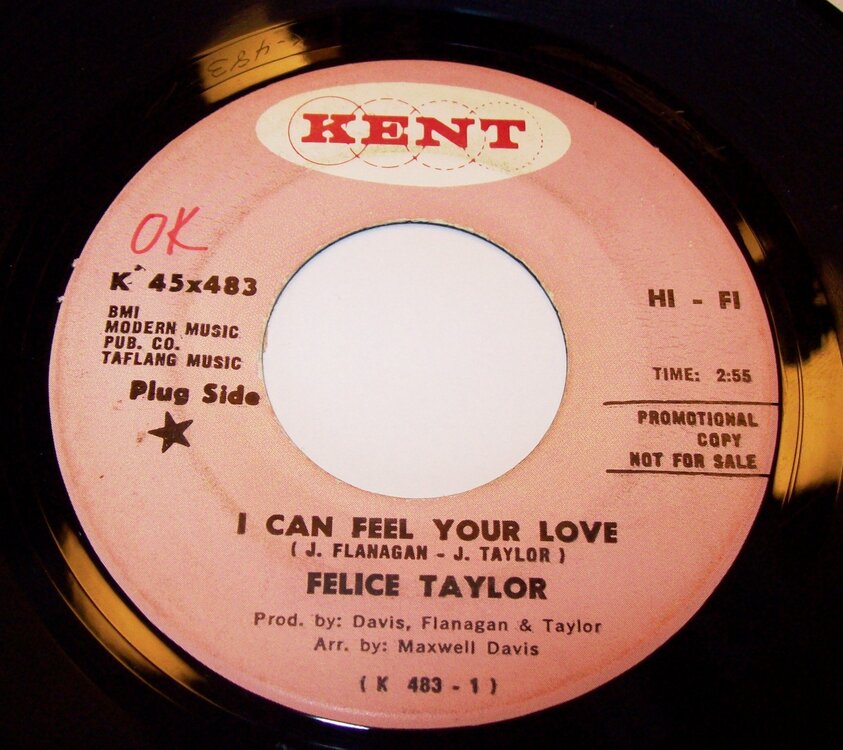 K-483
KENT
OK
K 45x483
BMI
MODERN MUSIC
PUB. CO.
TAFLANG MUSIC
Plug Side
HI - FI
TIME: 2:55
PROMOTIONAL
COPY
NOT FOR SALE
I CAN FEEL YOUR LOVE
( J. FLANAGAN - J. TAYLOR )
FELICE TAYLOR
Prod. by: Davis, Flanagan & Taylor
Arr. by: Maxwell Davis
( K 483 - 1 )